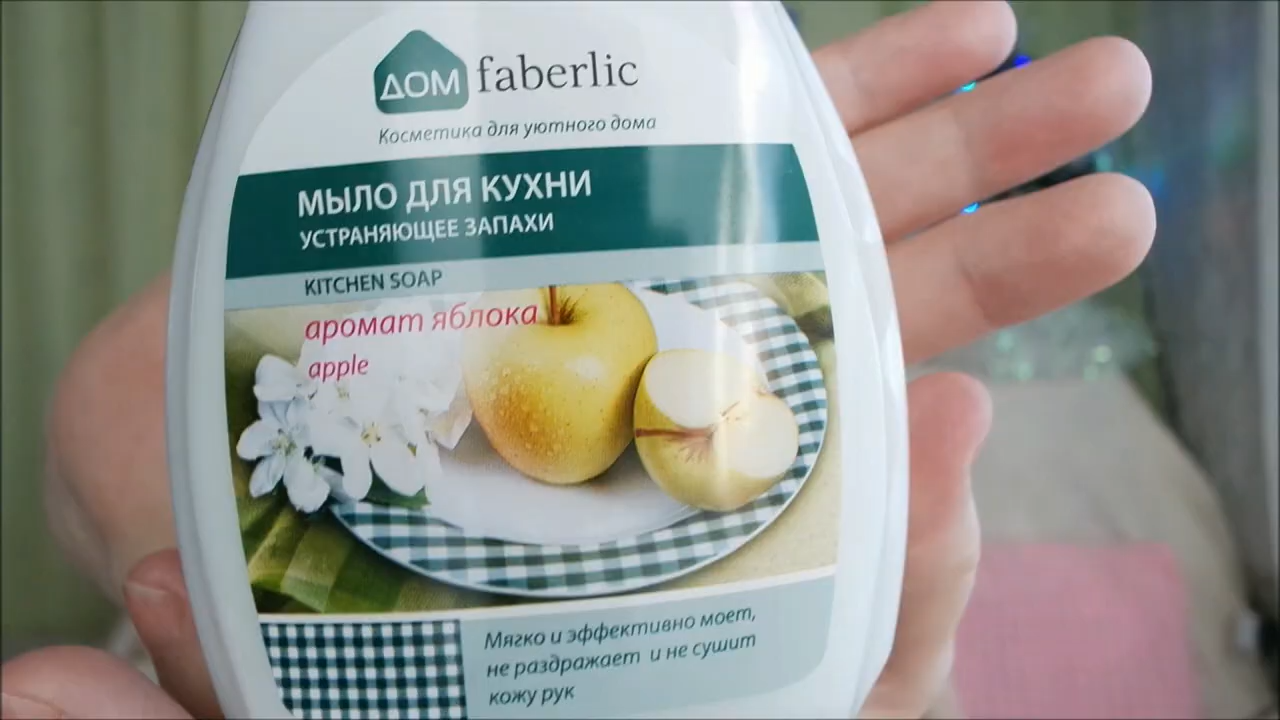 ДОМ faberlic
Косметика для уютного дома
МЫЛО ДЛЯ КУХНИ
УСТРАНЯЮЩЕЕ ЗАПАХИ
KITCHEN SOAP
аромат яблока
apple
Мягко и эффективно моет,
не раздражает и не сушит
кожу рук